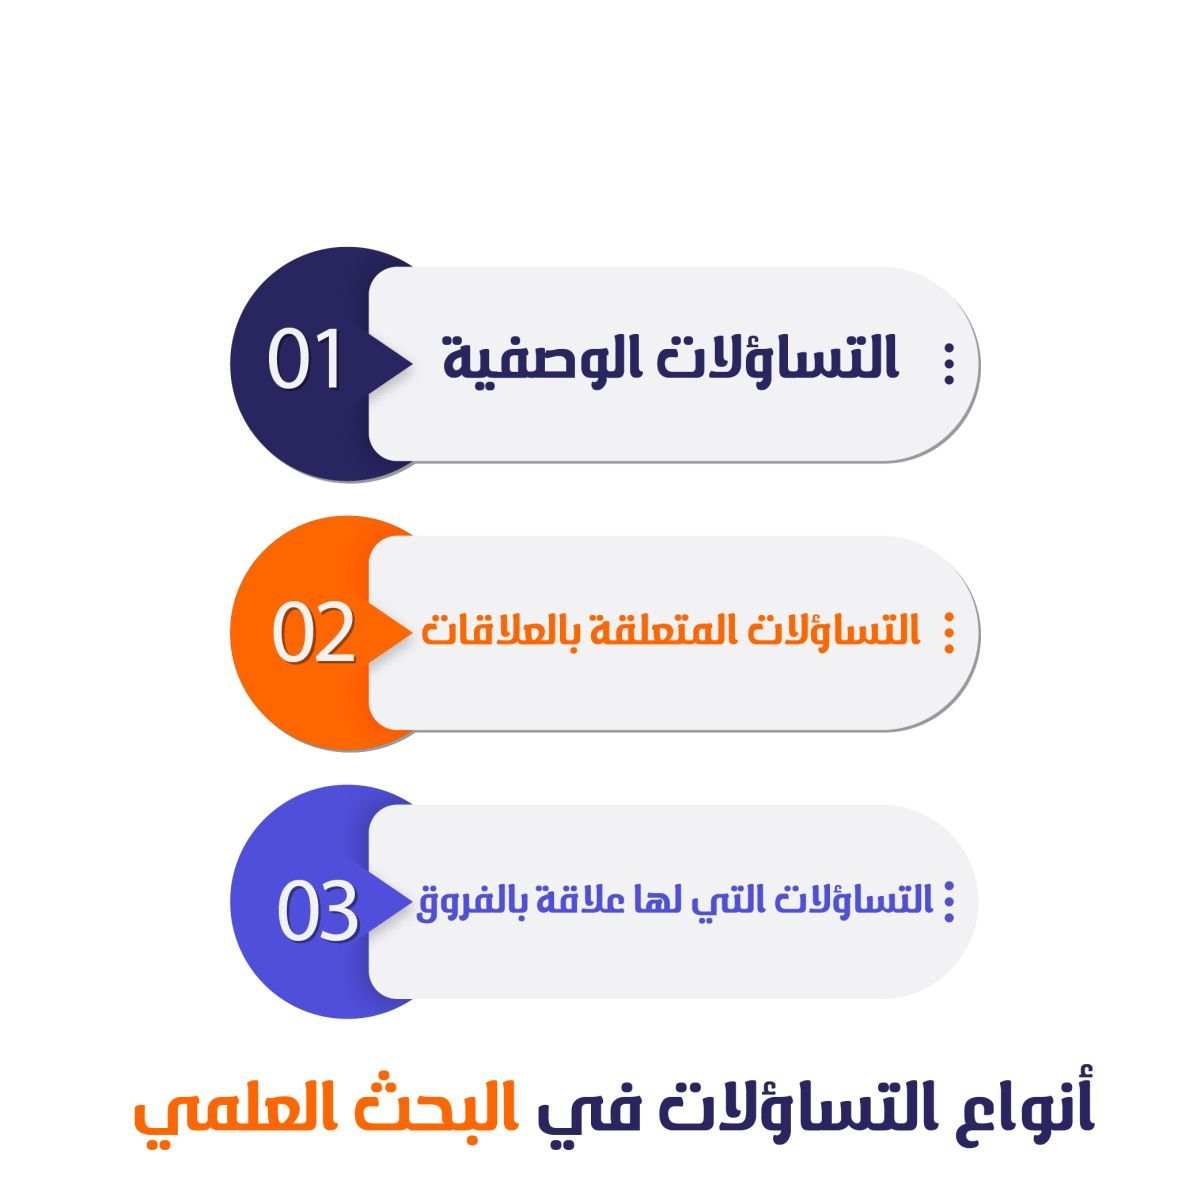 01
التساؤلات الوصفية
02
التساؤلات المتعلقة بالعلاقات
03
التساؤلات التي لها علاقة بالفروق
أنواع التساؤلات في البحث العلمي